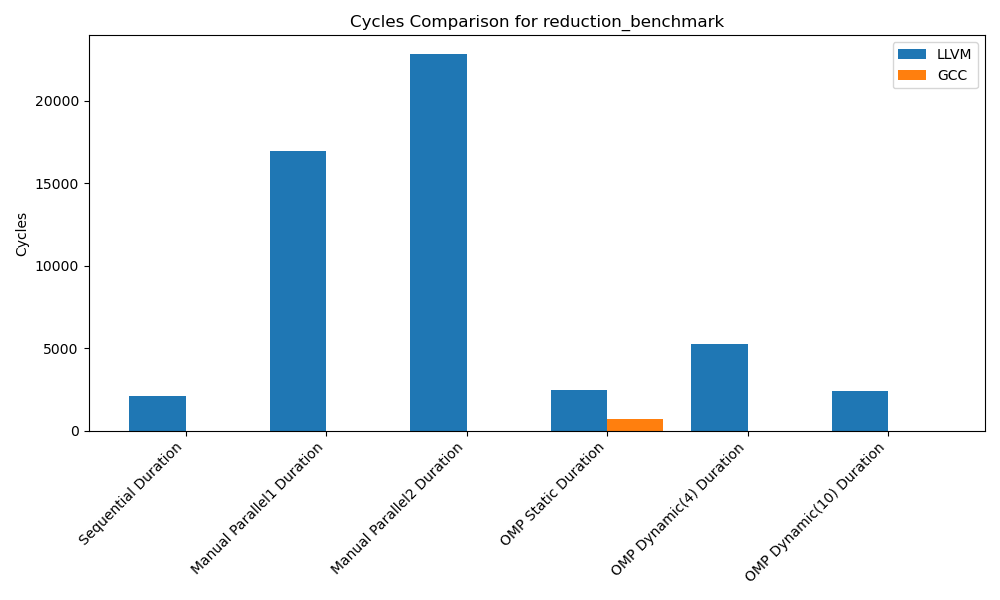 Cycles Comparison for reduction_benchmark
LLVM
GCC
Cycles
20000
15000
10000
5000
0
Sequential Duration
Manual Parallel1 Duration
Manual Parallel2 Duration
OMP Static Duration
OMP Dynamic(4) Duration
OMP Dynamic(10) Duration